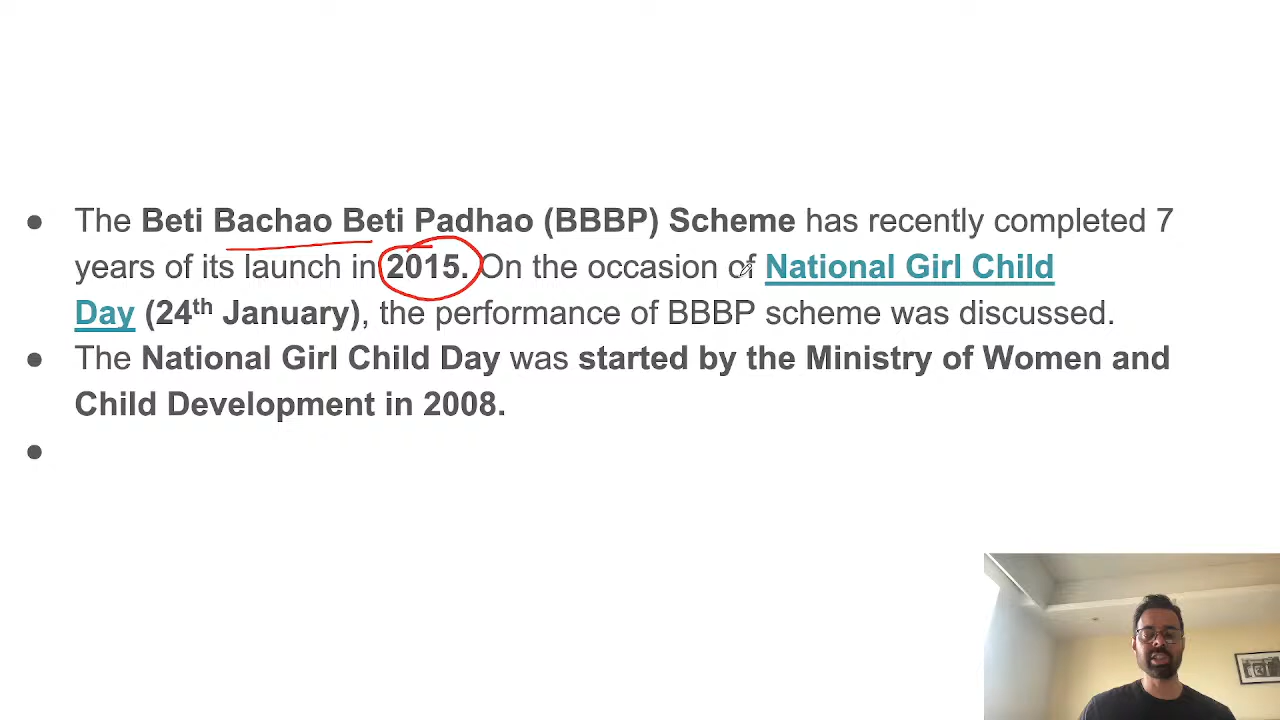 ● The Beti Bachao Beti Padhao (BBBP) Scheme has recently completed 7
years of its launch in 2015. On the occasion of National Girl Child
Day (24th January), the performance of BBBP scheme was discussed.
● The National Girl Child Day was started by the Ministry of Women and
Child Development in 2008.
●